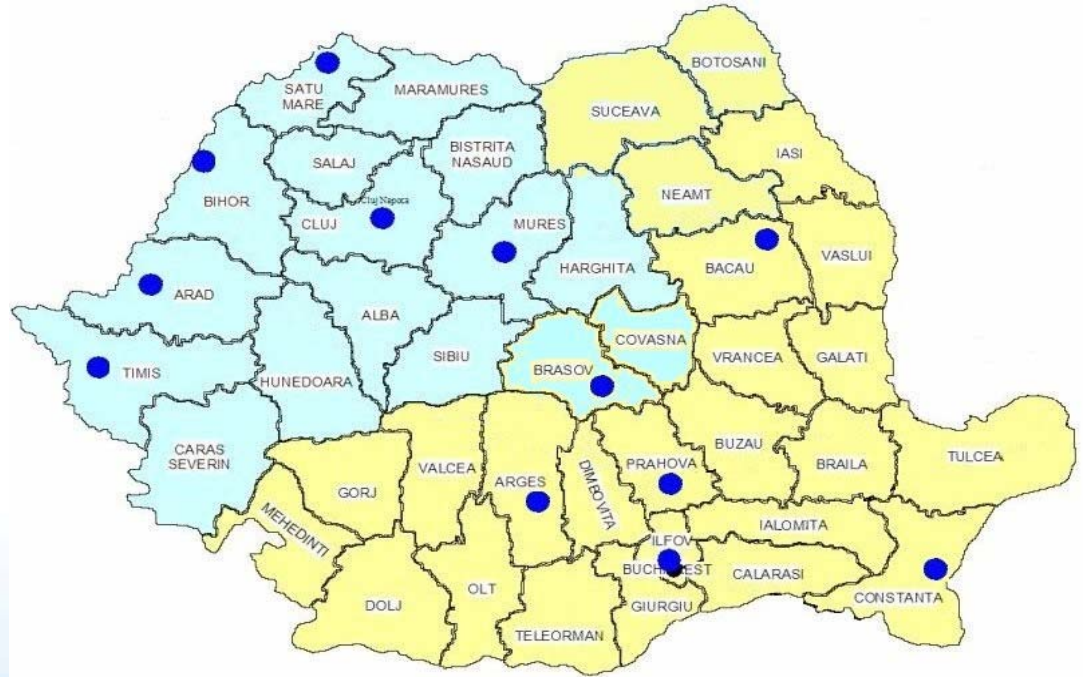 BOTOSANI
SATU
MARE
MARAMURES
SUCEAVA
BISTRITA
NASAUD
IASI
SALAJ
NEAMT
BIHOR
Cluj Napoca
CLUJ
MURES
VASLUI
HARGHITA
BACAU
ARAD
ALBA
COVASNA
SIBIU
VRANCEA
GALATI
BRASOV
TIMIS
HUNEDOARA
CARAS
SEVERIN
BUZAU
TULCEA
VALCEA
PRAHOVA
BRAILA
ARGES
DIMBOVITA
GORJ
MEHEDINTI
IALOMITA
ILFOV
BUCHAREST
CALARASI
OLT
CONSTANTA
DOLJ
GIURGIU
TELEORMAN